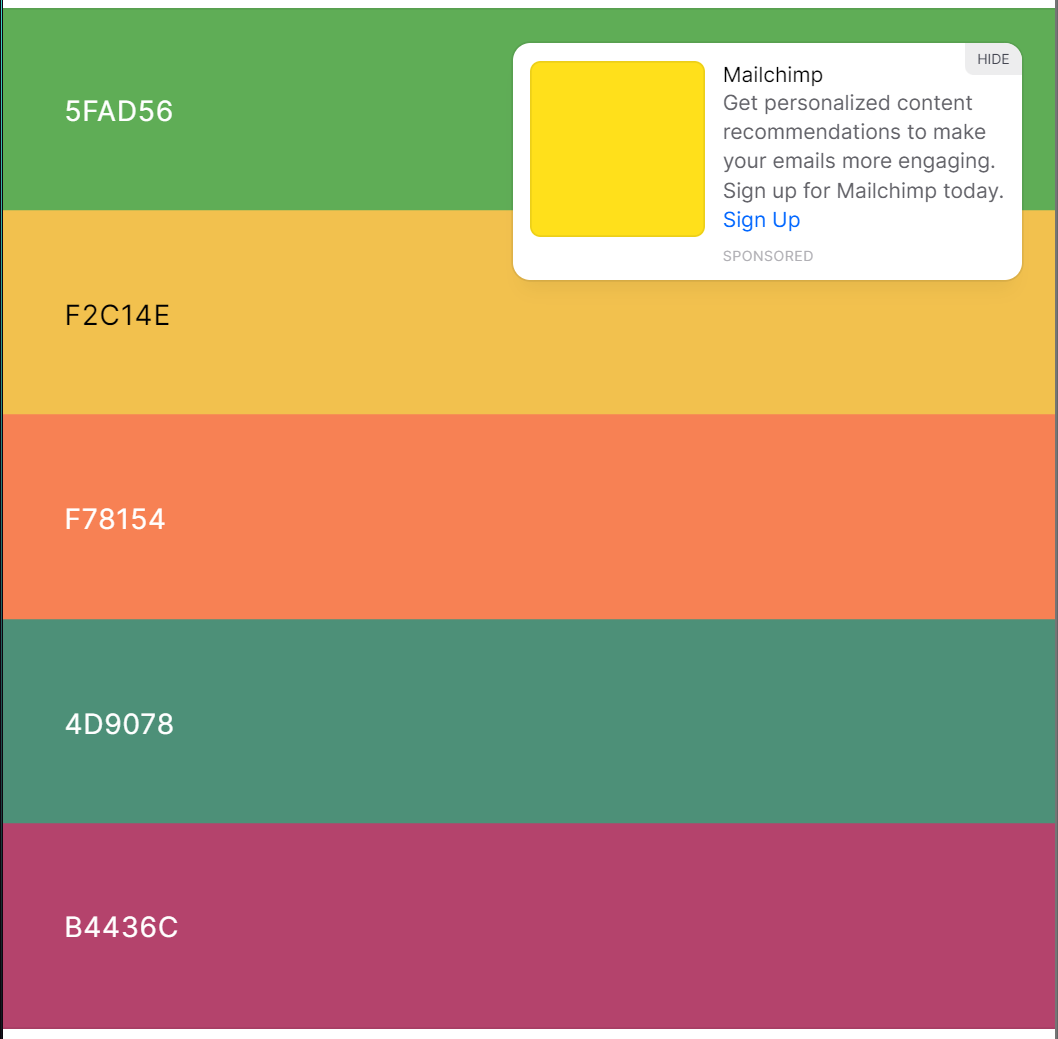 5FAD56
HIDE
Mailchimp
Get personalized content
recommendations to make
your emails more engaging.
Sign up for Mailchimp today.
Sign Up
SPONSORED
F2C14E
F78154
4D9078
B4436C